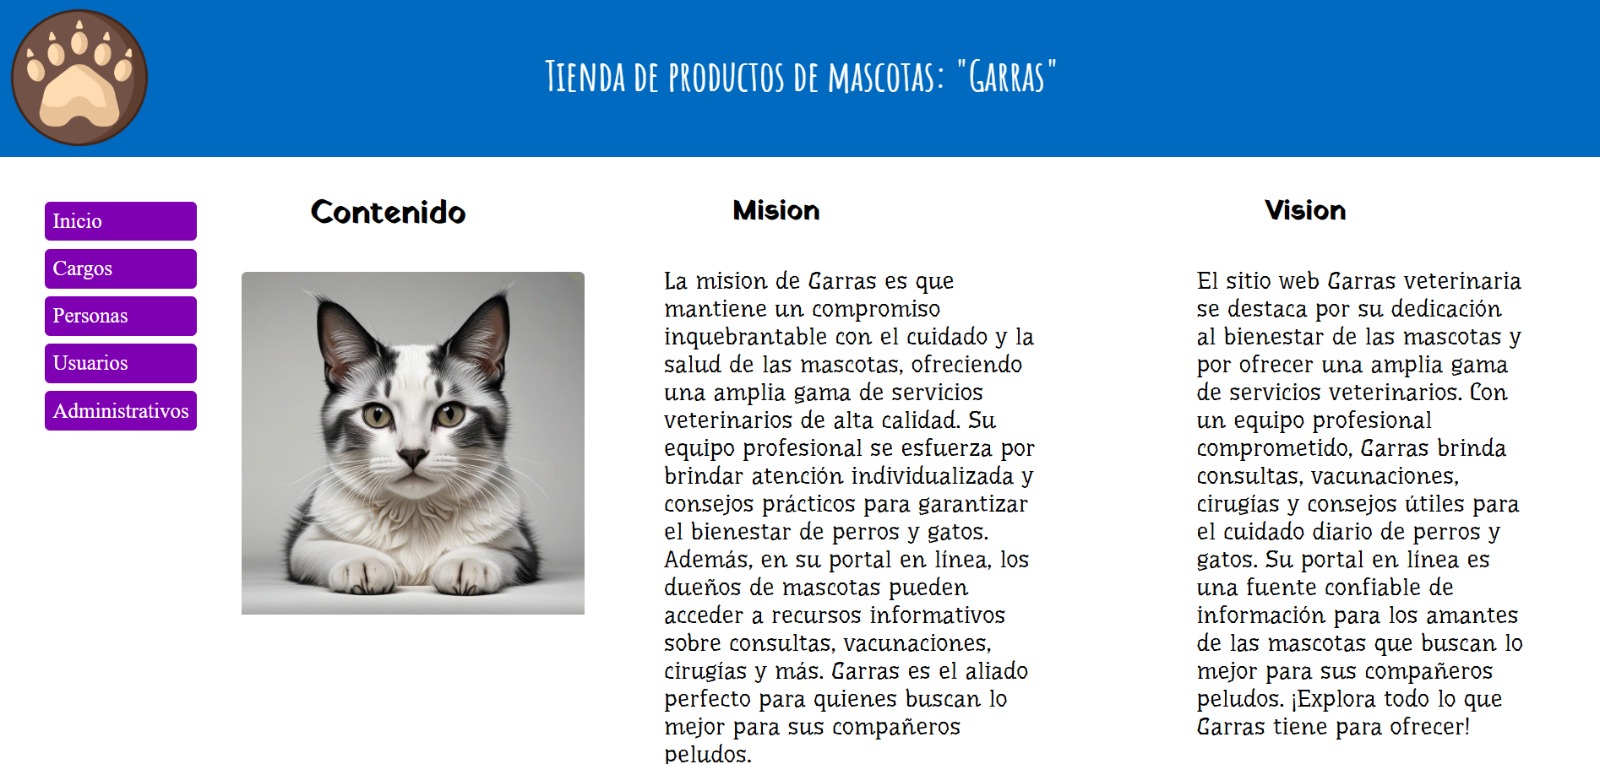 Tienda de productos de mascotas: "Garras"
Inicio
Cargos
Personas
Usuarios
Administrativos
Contenido
Mision
La mision de Garras es que
mantiene un compromiso
inquebrantable con el cuidado y la
salud de las mascotas, ofreciendo
una amplia gama de servicios
veterinarios de alta calidad. Su
equipo profesional se esfuerza por
brindar atención individualizada y
consejos prácticos para garantizar
el bienestar de perros y gatos.
Además, en su portal en línea, los
dueños de mascotas pueden
acceder a recursos informativos
sobre consultas, vacunaciones,
cirugías y más. Garras es el aliado
perfecto para quienes buscan lo
mejor para sus compañeros
peludos.
Vision
El sitio web Garras veterinaria
se destaca por su dedicación
al bienestar de las mascotas y
por ofrecer una amplia gama
de servicios veterinarios. Con
un equipo profesional
comprometido, Garras brinda
consultas, vacunaciones,
cirugías y consejos útiles para
el cuidado diario de perros y
gatos. Su portal en línea es
una fuente confiable de
información para los amantes
de las mascotas que buscan lo
mejor para sus compañeros
peludos. ¡Explora todo lo que
Garras tiene para ofrecer!